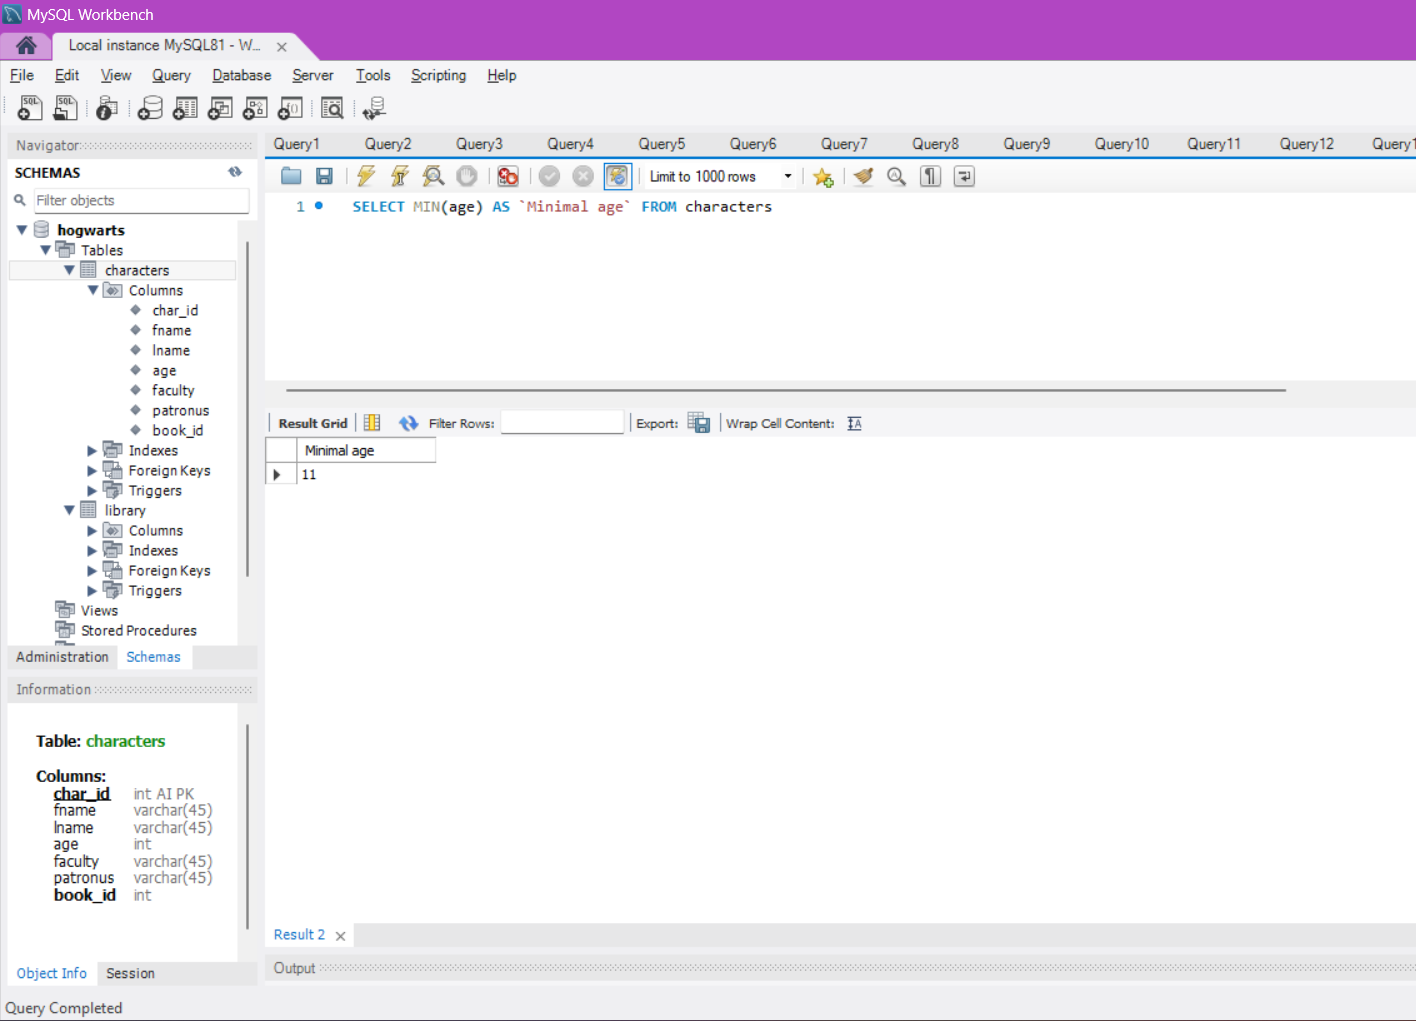 MySQL Workbench
Local instance MySQL81 - W...
File Edit View Query Database Server Tools Scripting Help
Navigator
SCHEMAS
Filter objects
hogwarts
Tables
characters
Columns
char_id
fname
lname
age
faculty
patronus
book_id
Indexes
Foreign Keys
Triggers
library
Columns
Indexes
Foreign Keys
Triggers
Views
Stored Procedures
Administration Schemas
Information
Table: characters
Columns:
char_id int AI PK
fname varchar(45)
lname varchar(45)
age int
faculty varchar(45)
patronus varchar(45)
book_id int
Object Info Session
Query1 Query2 Query3 Query4 Query5 Query6 Query7 Query8 Query9 Query10 Query11 Query12 Query1
Limit to 1000 rows
1 SELECT MIN(age) AS `Minimal age` FROM characters
Result Grid Filter Rows: Export: Wrap Cell Content:
Minimal age
11
Result 2
Output
Query Completed